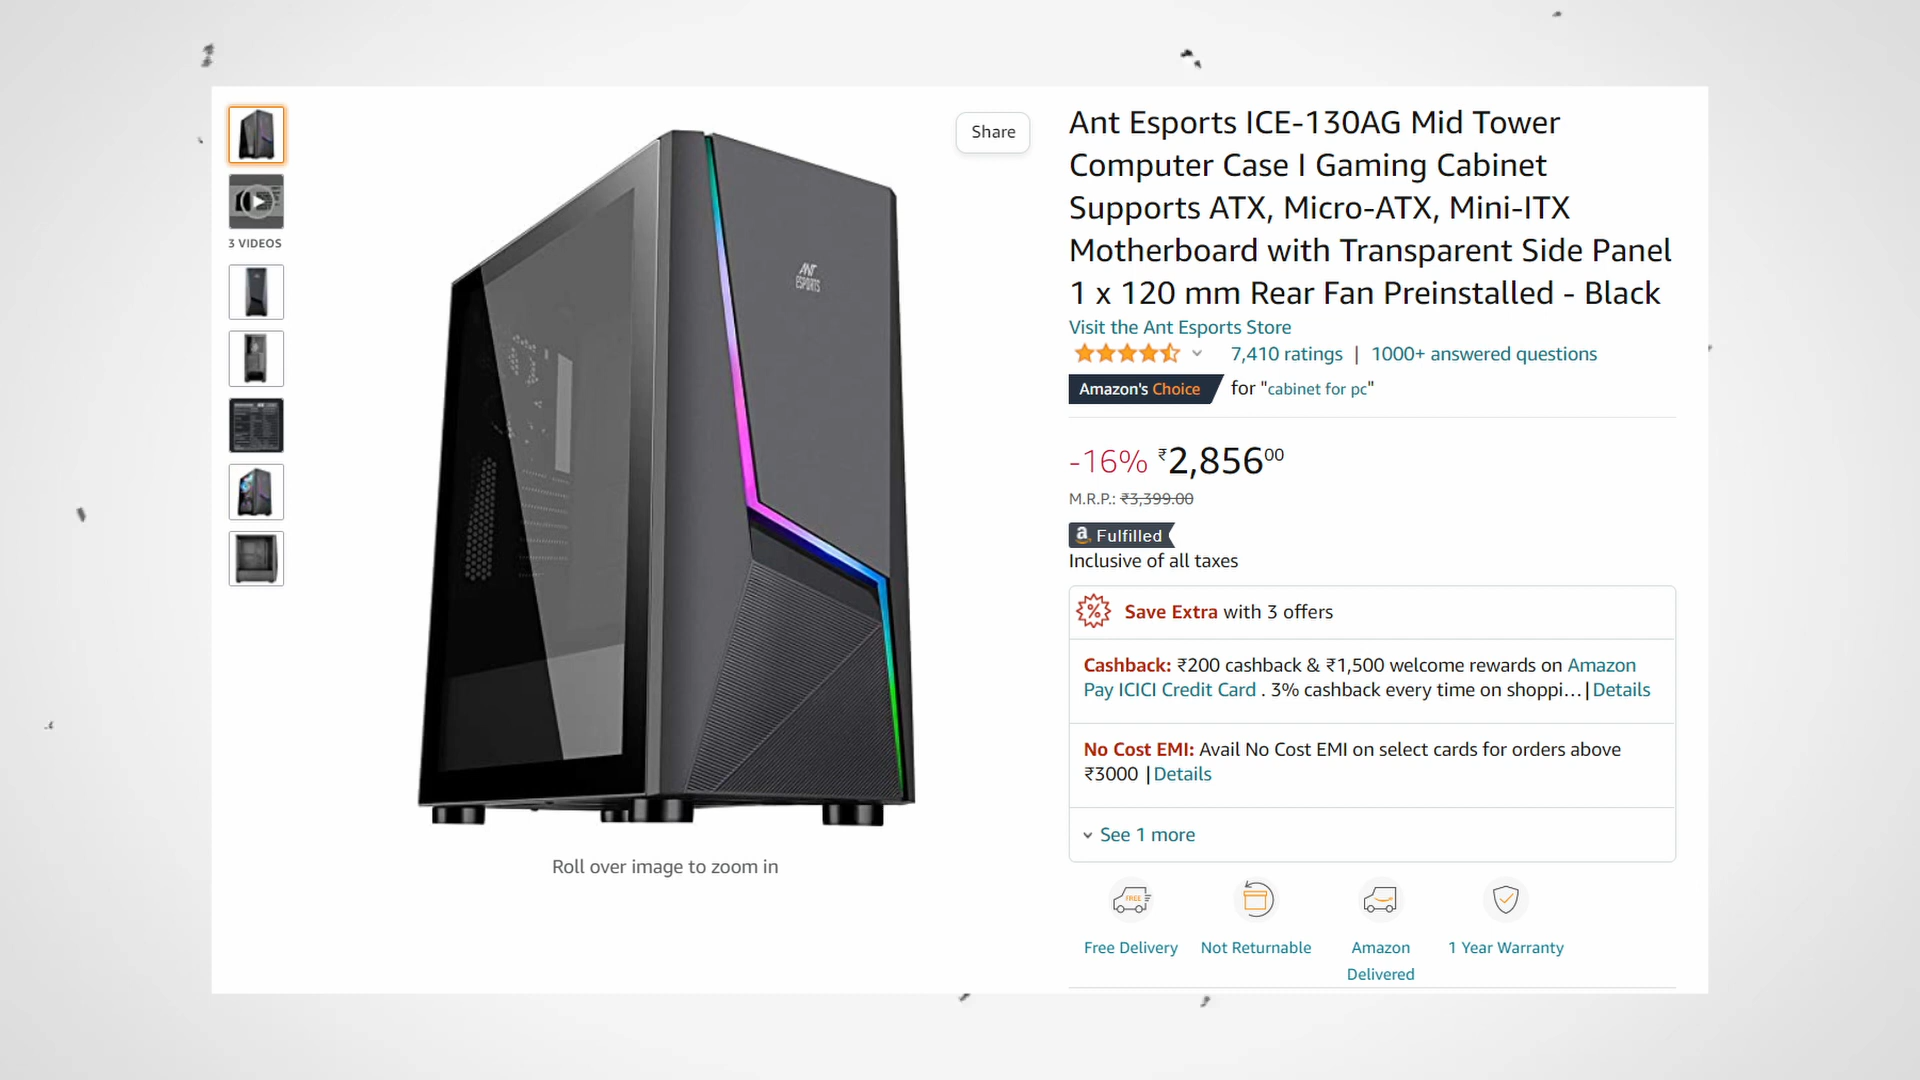 3 VIDEOS
ANT
ESPORTS
Roll over image to zoom in
Share
Ant Esports ICE-130AG Mid Tower
Computer Case I Gaming Cabinet
Supports ATX, Micro-ATX, Mini-ITX
Motherboard with Transparent Side Panel
1 x 120 mm Rear Fan Preinstalled - Black
Visit the Ant Esports Store
7,410 ratings | 1000+ answered questions
Amazon's Choice for "cabinet for pc"
-16% ₹2,85600
M.R.P.: ₹3,399.00
a Fulfilled
Inclusive of all taxes
% Save Extra with 3 offers
Cashback: ₹200 cashback & ₹1,500 welcome rewards on Amazon
Pay ICICI Credit Card . 3% cashback every time on shoppi…|Details
No Cost EMI: Avail No Cost EMI on select cards for orders above
₹3000 |Details
See 1 more
FREE
Free Delivery
Not Returnable
Amazon
Delivered
1 Year Warranty